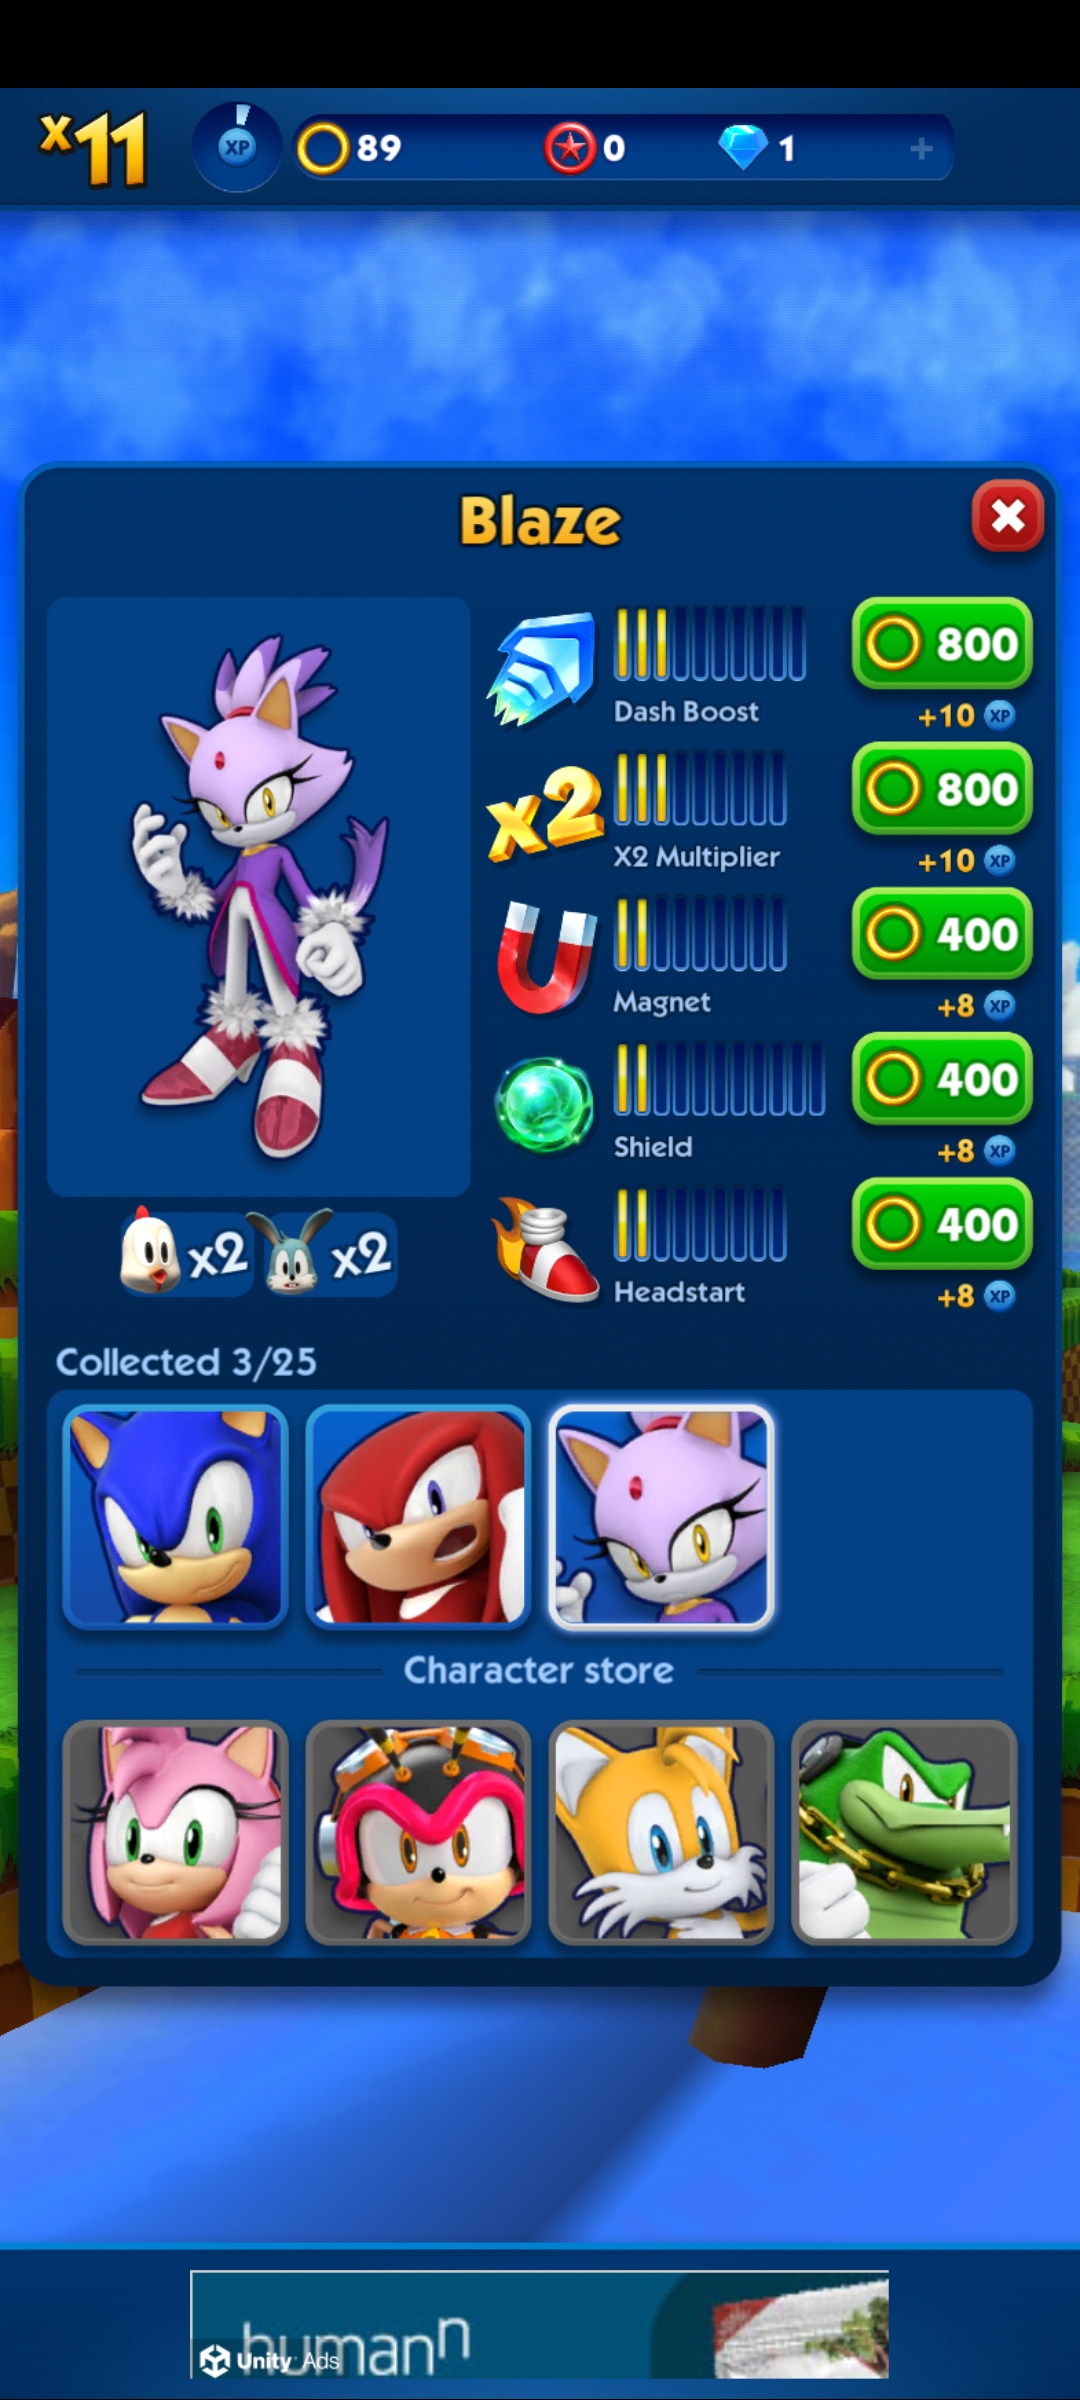 x11
XP
89
0
1
+
Blaze
800
Dash Boost
+10 XP
x2
800
X2 Multiplier
+10 XP
400
Magnet
+8 XP
400
Shield
+8 XP
400
Headstart
+8 XP
x2
x2
Collected 3/25
Character store
humann
Unity Ads